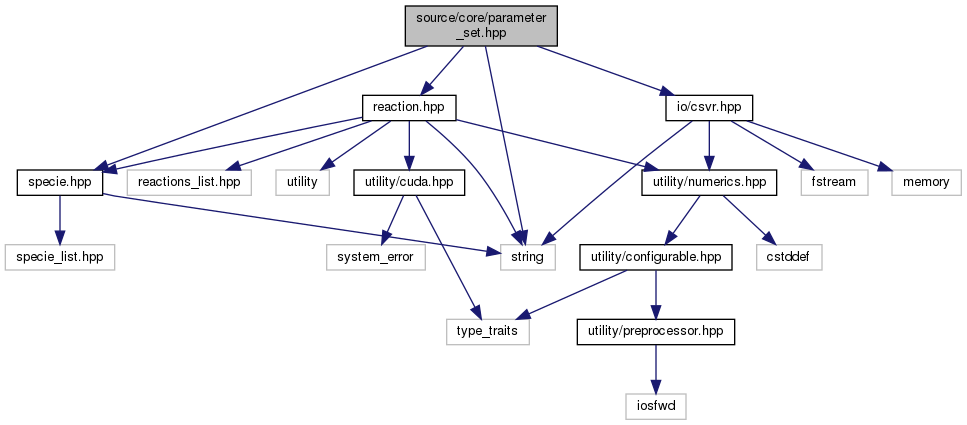 source/core/parameter
_set.hpp
reaction.hpp
io/csvr.hpp
specie.hpp
reactions_list.hpp
utility
utility/cuda.hpp
utility/numerics.hpp
fstream
memory
specie_list.hpp
system_error
string
utility/configurable.hpp
cstddef
type_traits
utility/preprocessor.hpp
iosfwd